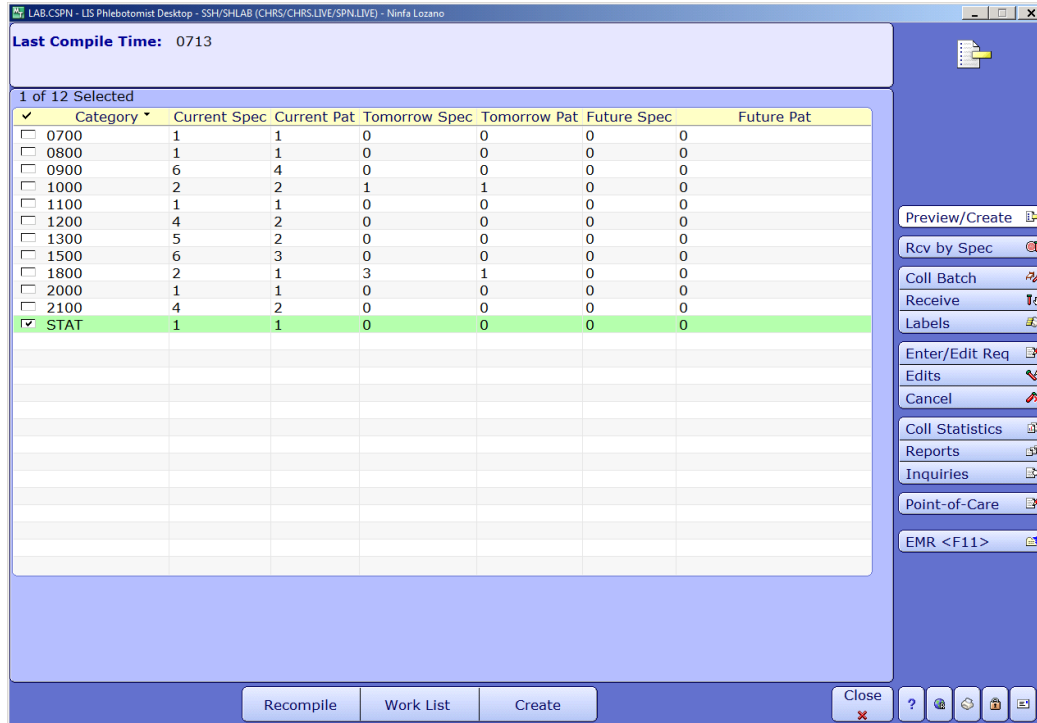 LAB.CSPN - LIS Phlebotomist Desktop - SSH/SHLAB (CHRS/CHRS.LIVE/SPN.LIVE) - Ninfa Lozano
Last Compile Time: 0713
1 of 12 Selected
Category Current Spec Current Pat Tomorrow Spec Tomorrow Pat Future Spec Future Pat
0700 1 1 0 0 0 0
0800 1 1 0 0 0 0
0900 6 4 0 0 0 0
1000 2 2 1 1 0 0
1100 1 1 0 0 0 0
1200 4 2 0 0 0 0
1300 5 2 0 0 0 0
1500 6 3 0 0 0 0
1800 2 1 3 1 0 0
2000 1 1 0 0 0 0
2100 4 2 0 0 0 0
STAT 1 1 0 0 0 0
Preview/Create
Rcv by Spec
Coll Batch
Receive
Labels
Enter/Edit Req
Edits
Cancel
Coll Statistics
Reports
Inquiries
Point-of-Care
EMR <F11>
Recompile Work List Create Close ?